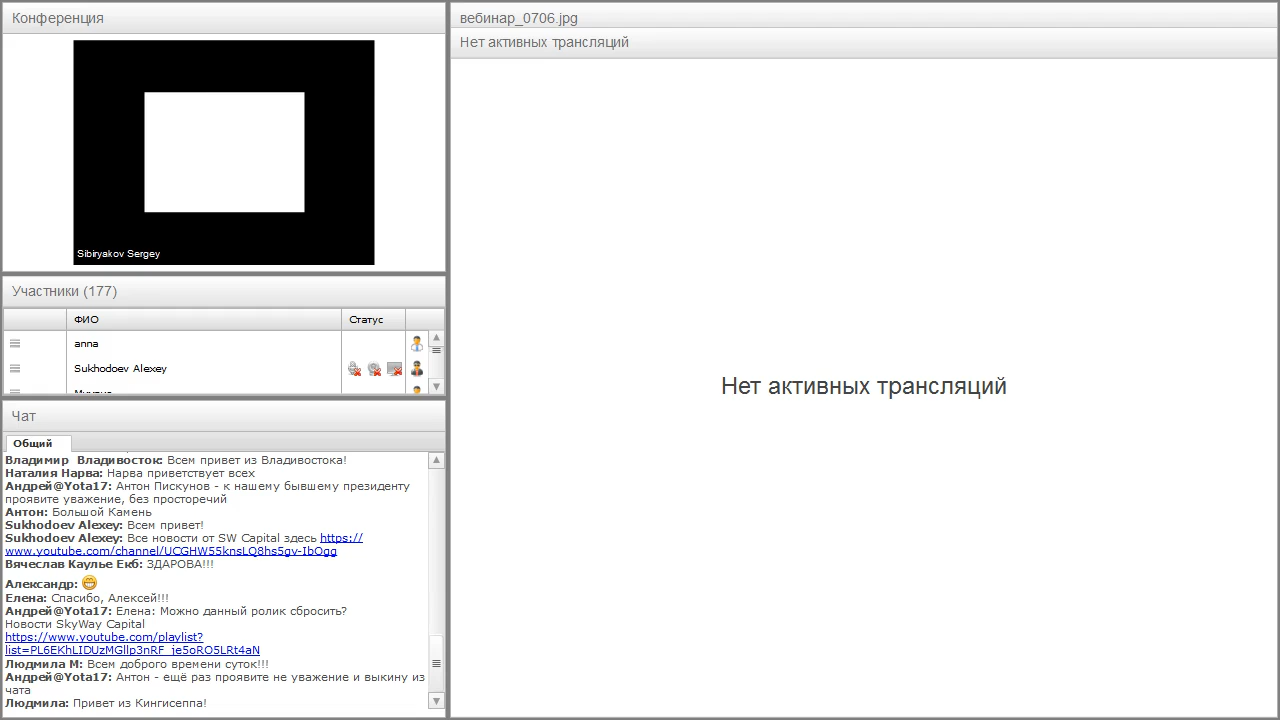 Конференция
Sibiryakov Sergey
Участники (177)
ФИО
Статус
anna
Sukhodoev Alexey
Чат
Общий
Владимир  Владивосток: Всем привет из Владивостока!
Наталия Нарва: Нарва приветствует всех
Андрей@Yota17: Антон Пискунов - к нашему бывшему президенту
проявите уважение, без просторечий
Антон: Большой Камень
Sukhodoev Alexey: Всем привет!
Sukhodoev Alexey: Все новости от SW Capital здесь https://
www.youtube.com/channel/UCGHW55knsLQ8hs5gv-IbOgg
Вячеслав Каулье Екб: ЗДАРОВА!!!
Александр:
Елена: Спасибо, Алексей!!!
Андрей@Yota17: Елена: Можно данный ролик сбросить?
Новости SkyWay Capital
https://www.youtube.com/playlist?
list=PL6EKhLIDUzMGllp3nRF_je5oRO5LRt4aN
Людмила М: Всем доброго времени суток!!!
Андрей@Yota17: Антон - ещё раз проявите не уважение и выкину из
чата
Людмила: Привет из Кингисеппа!
вебинар_0706.jpg
Нет активных трансляций
Нет активных трансляций